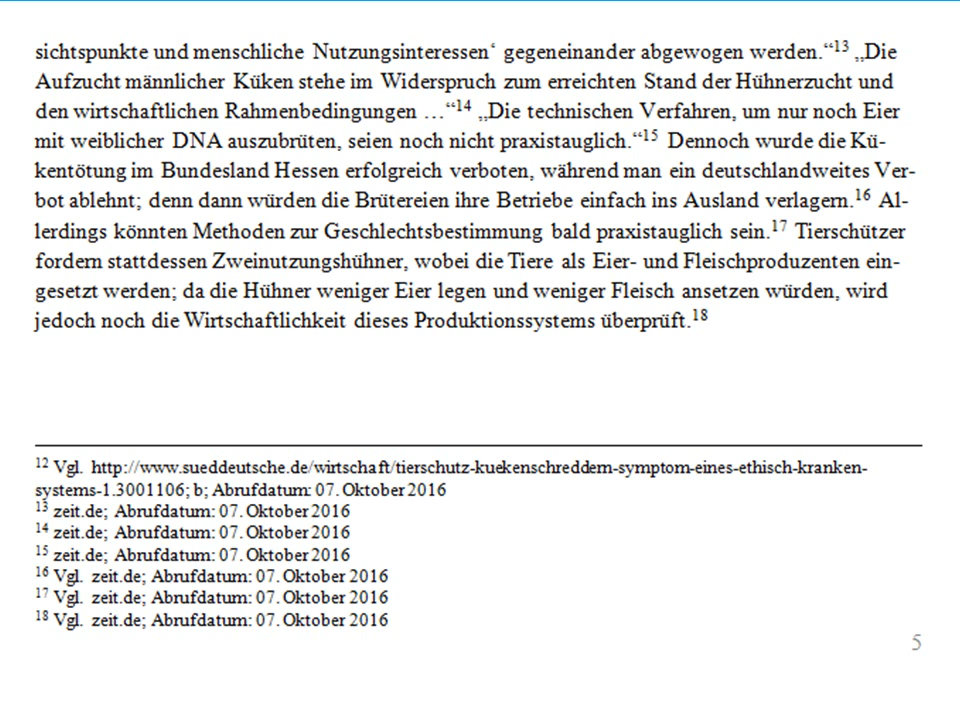 sichtspunkte und menschliche Nutzungsinteressen‘ gegeneinander abgewogen werden.“13 „Die
Aufzucht männlicher Küken stehe im Widerspruch zum erreichten Stand der Hühnerzucht und
den wirtschaftlichen Rahmenbedingungen …“14 „Die technischen Verfahren, um nur noch Eier
mit weiblicher DNA auszubrüten, seien noch nicht praxistauglich.“15 Dennoch wurde die Kü-
kentötung im Bundesland Hessen erfolgreich verboten, während man ein deutschlandweites Ver-
bot ablehnt; denn dann würden die Brütereien ihre Betriebe einfach ins Ausland verlagern.16 Al-
lerdings könnten Methoden zur Geschlechtsbestimmung bald praxistauglich sein.17 Tierschützer
fordern stattdessen Zweinutzungshühner, wobei die Tiere als Eier- und Fleischproduzenten ein-
gesetzt werden; da die Hühner weniger Eier legen und weniger Fleisch ansetzen würden, wird
jedoch noch die Wirtschaftlichkeit dieses Produktionssystems überprüft.18
12 Vgl. http://www.sueddeutsche.de/wirtschaft/tierschutz-kuekenschreddern-symptom-eines-ethisch-kranken-
systems-1.3001106; b; Abrufdatum: 07. Oktober 2016
13 zeit.de; Abrufdatum: 07. Oktober 2016
14 zeit.de; Abrufdatum: 07. Oktober 2016
15 zeit.de; Abrufdatum: 07. Oktober 2016
16 Vgl. zeit.de; Abrufdatum: 07. Oktober 2016
17 Vgl. zeit.de; Abrufdatum: 07. Oktober 2016
18 Vgl. zeit.de; Abrufdatum: 07. Oktober 2016
5